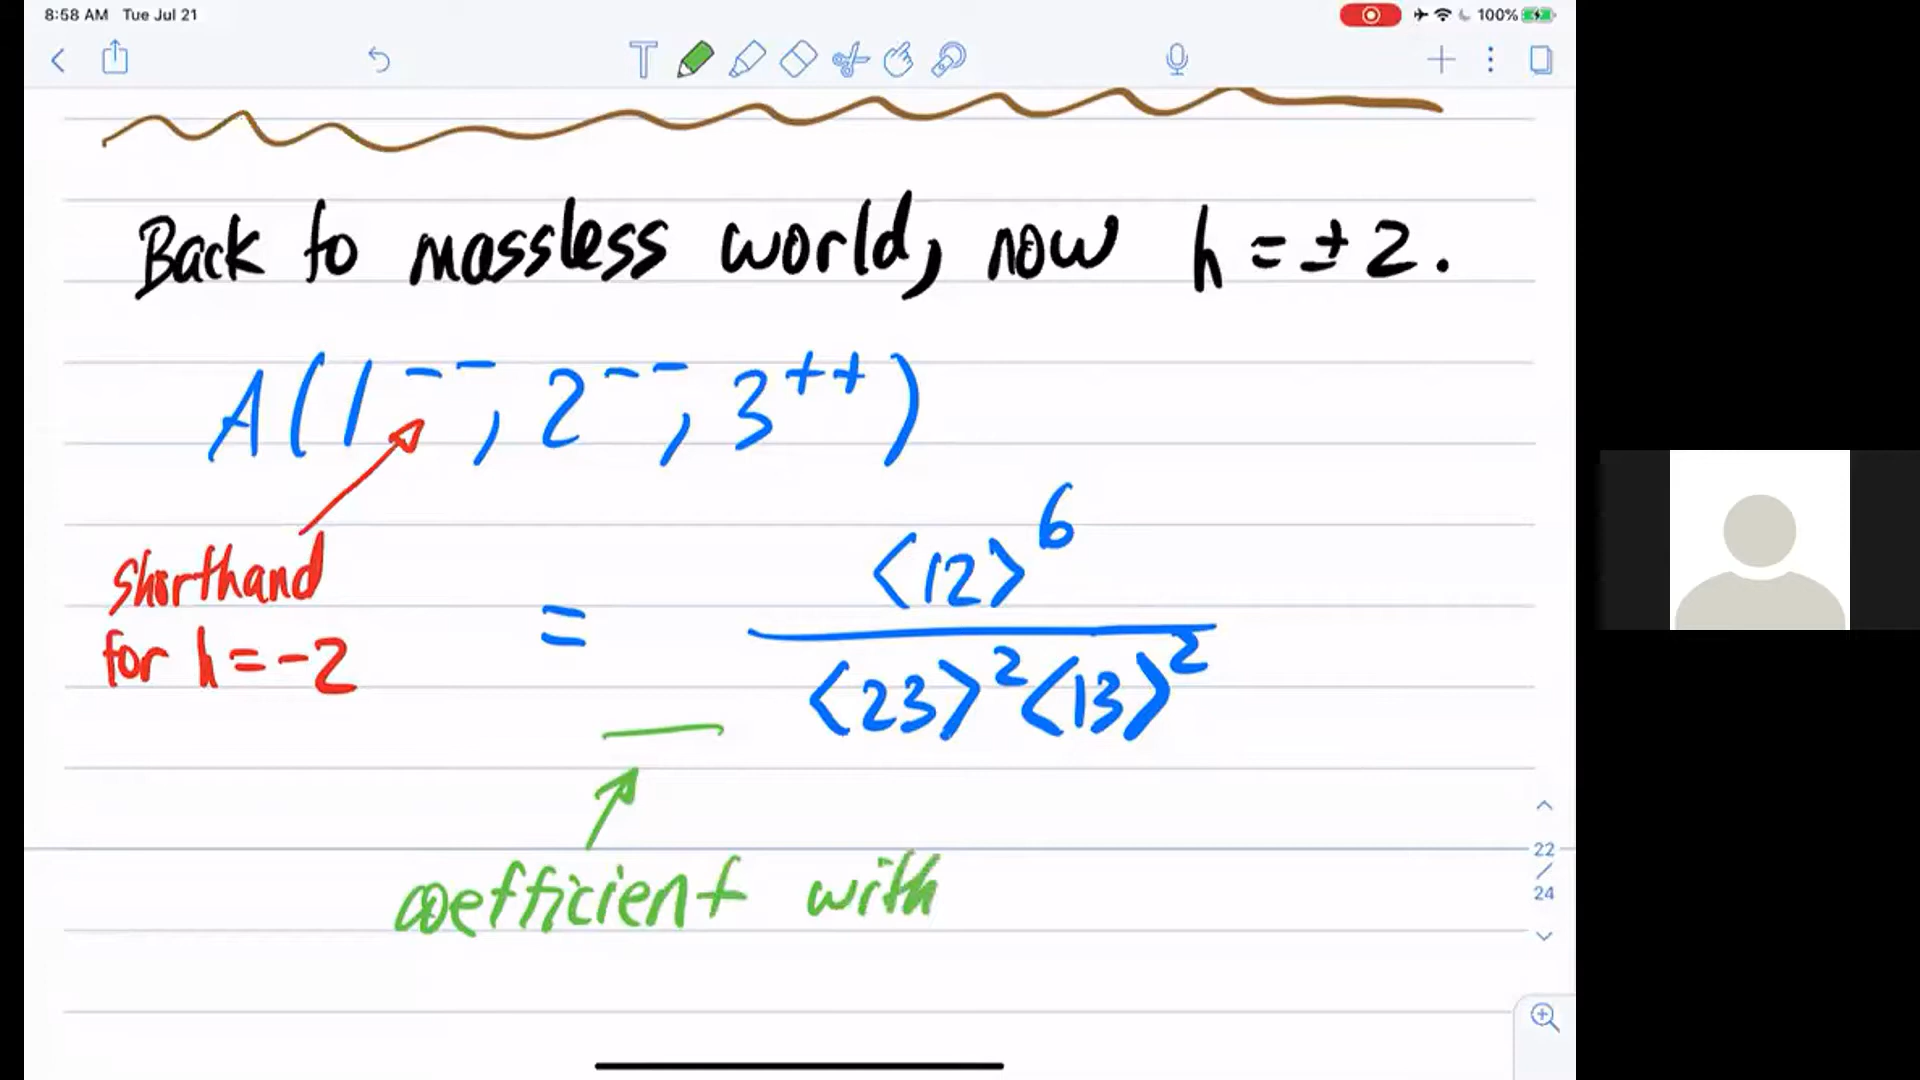 8:58 AM Tue Jul 21
100%
T
Back to massless world, now h = ± 2.
A(1⁻⁻, 2⁻⁻, 3⁺⁺)
shorthand
for h = -2
= ⟨12⟩⁶
⟨23⟩²⟨13⟩²
coefficient with
22
/
24